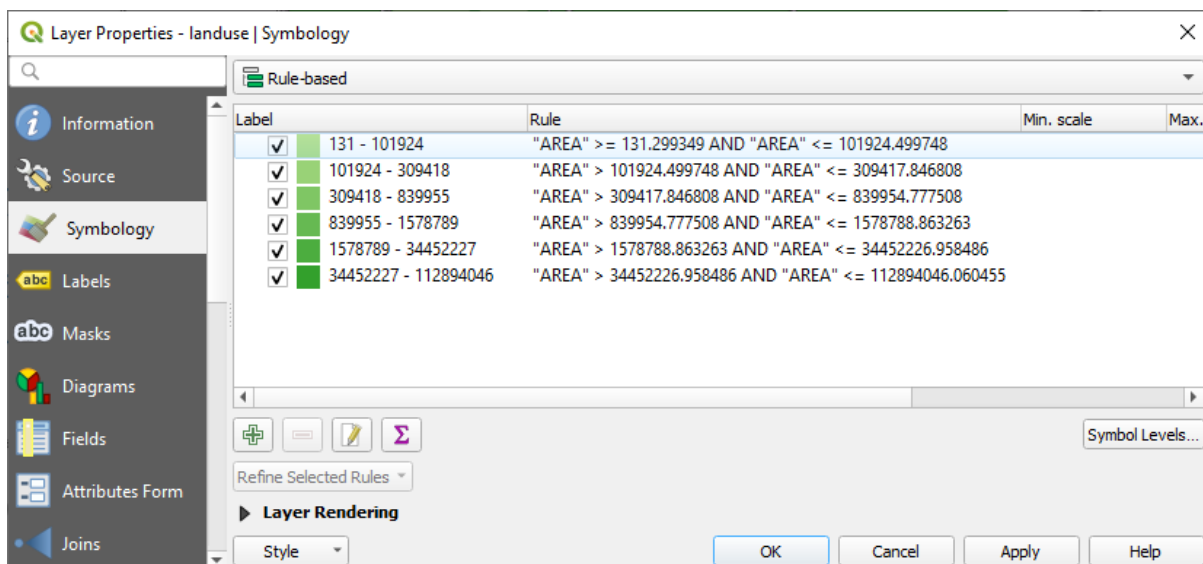 Layer Properties - landuse | Symbology
Rule-based
Information
Source
Symbology
abc Labels
abc Masks
Diagrams
Fields
Attributes Form
Joins
Label Rule Min. scale Max.
131 - 101924 "AREA" >= 131.299349 AND "AREA" <= 101924.499748
101924 - 309418 "AREA" > 101924.499748 AND "AREA" <= 309417.846808
309418 - 839955 "AREA" > 309417.846808 AND "AREA" <= 839954.777508
839955 - 1578789 "AREA" > 839954.777508 AND "AREA" <= 1578788.863263
1578789 - 34452227 "AREA" > 1578788.863263 AND "AREA" <= 34452226.958486
34452227 - 112894046 "AREA" > 34452226.958486 AND "AREA" <= 112894046.060455
Σ
Symbol Levels...
Refine Selected Rules
Layer Rendering
Style OK Cancel Apply Help